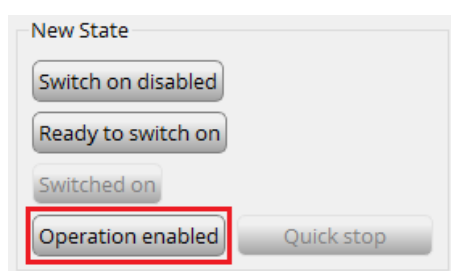 New State
Switch on disabled
Ready to switch on
Switched on
Operation enabled Quick stop